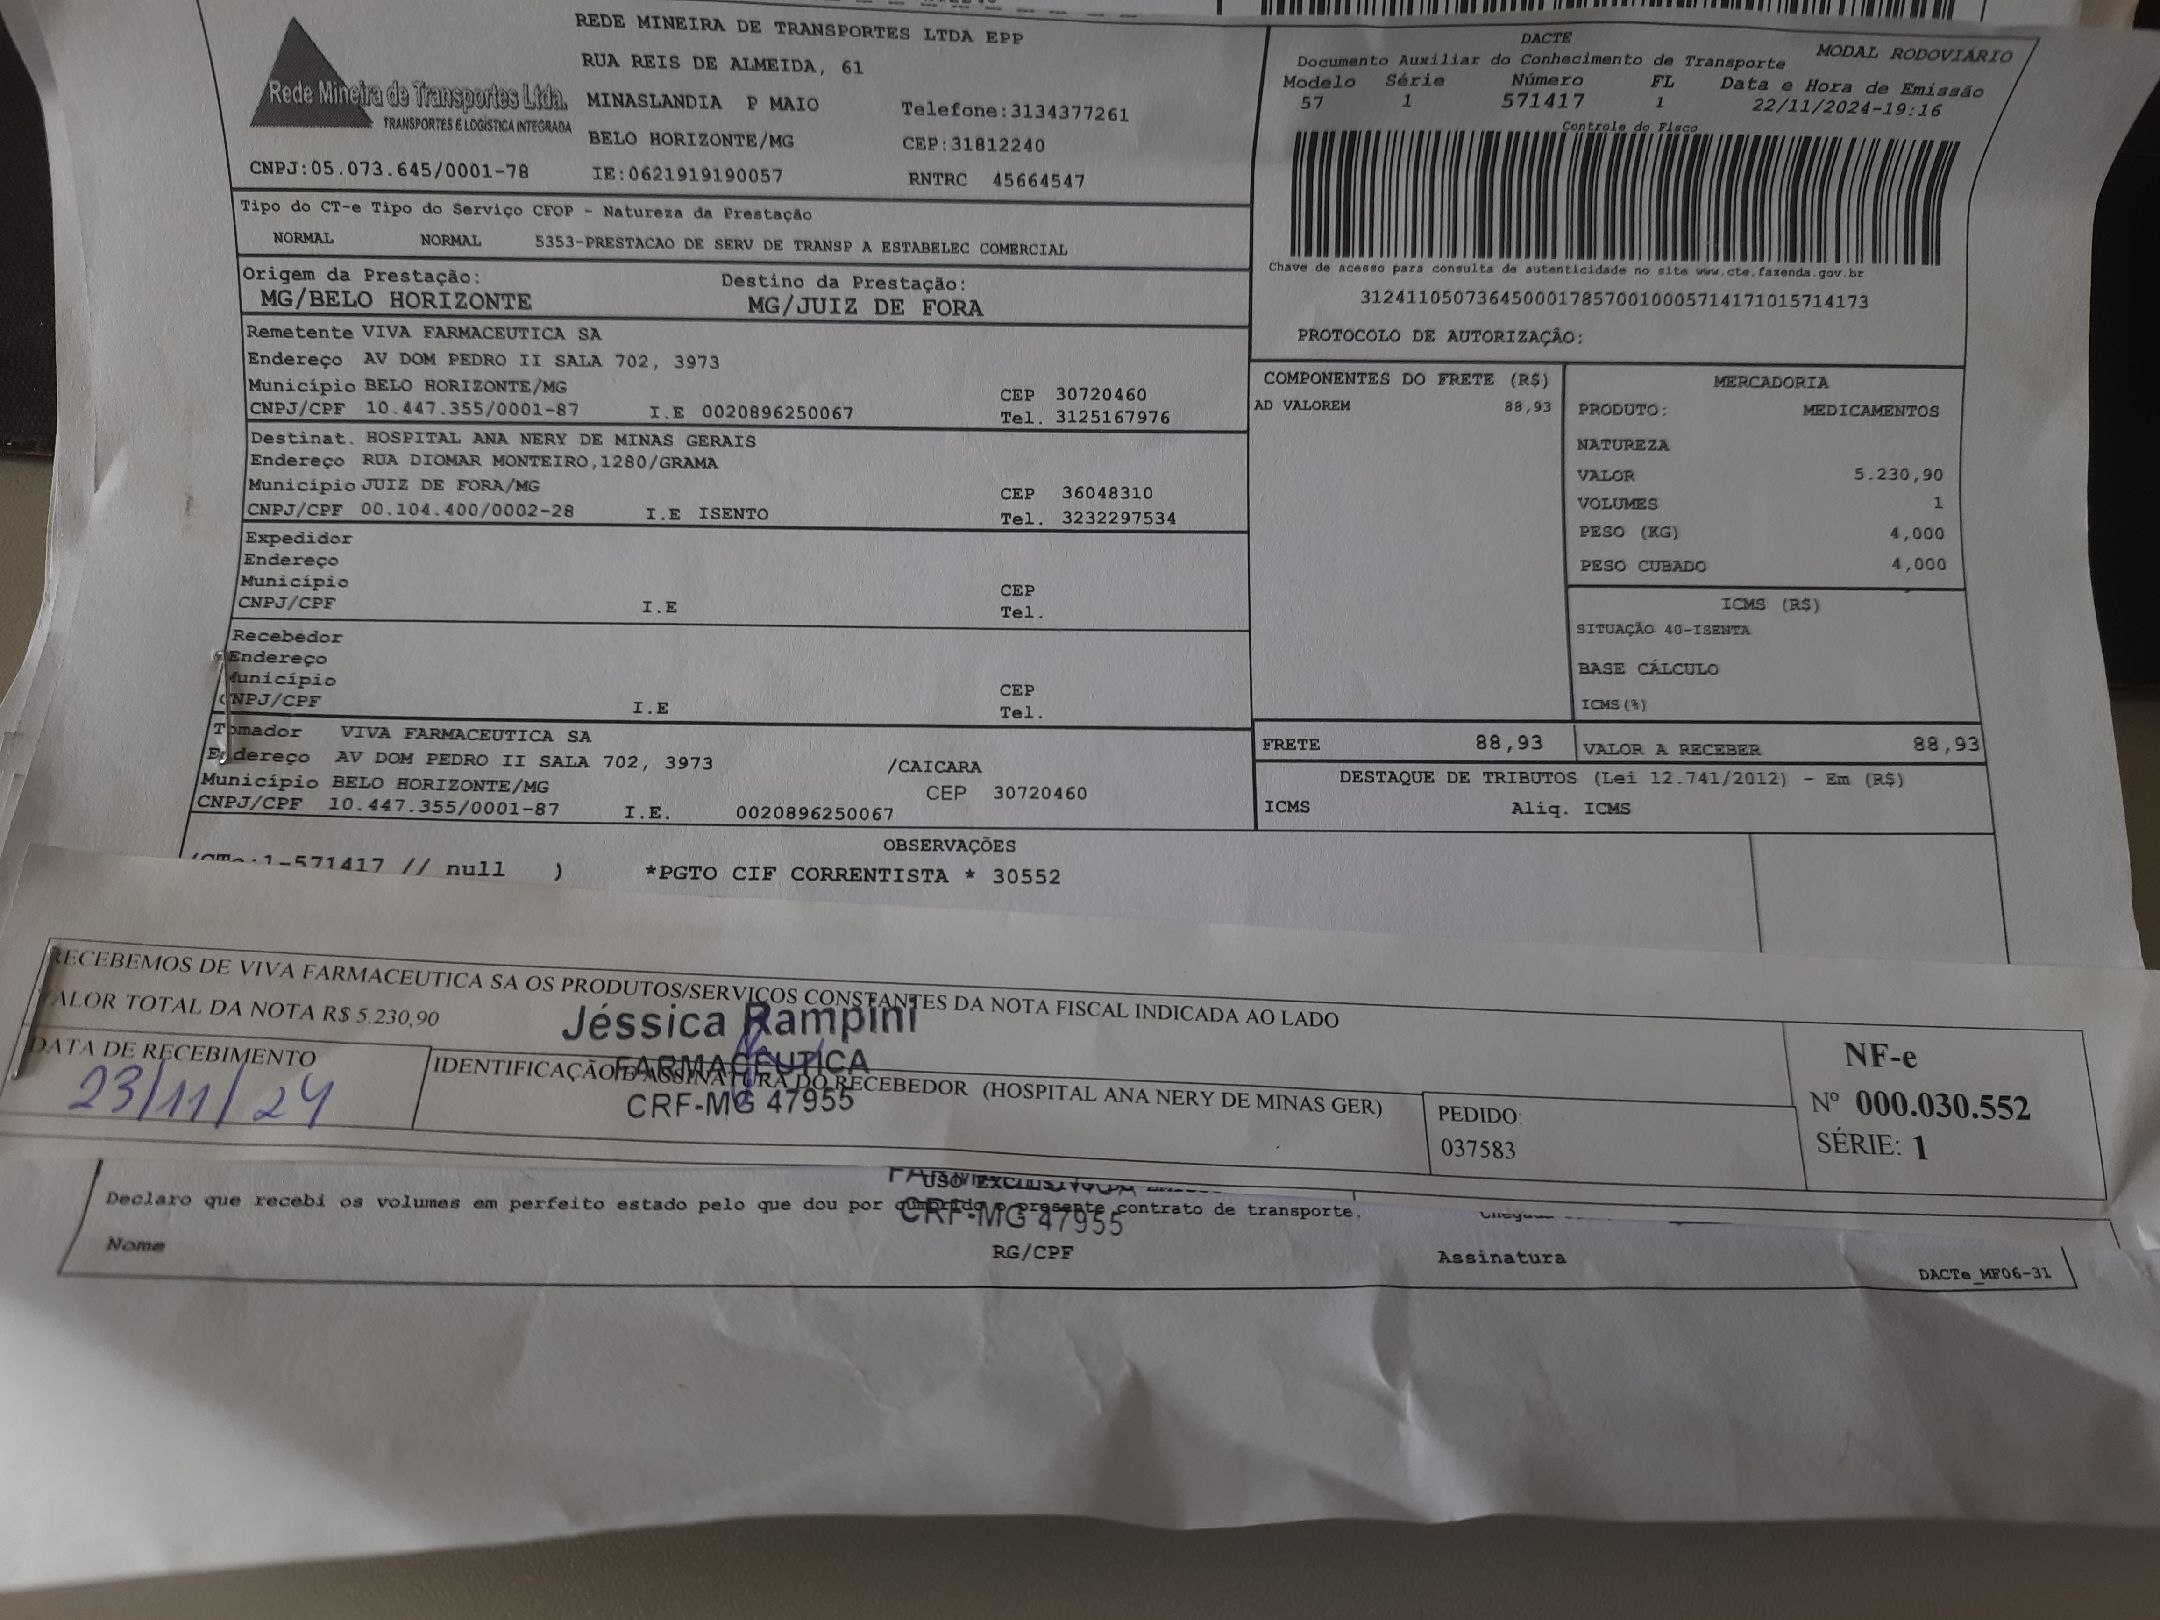 REDE MINEIRA DE TRANSPORTES LTDA EPP
RUA REIS DE ALMEIDA, 61
MINASLANDIA P MAIO Telefone:3134377261
BELO HORIZONTE/MG CEP:31812240
Rede Mineira de Transportes Ltda.
TRANSPORTES E LOGÍSTICA INTEGRADA
CNPJ:05.073.645/0001-78 IE:0621919190057 RNTRC 45664547
DACTE
Documento Auxiliar do Conhecimento de Transporte MODAL RODOVIÁRIO
Modelo Série Número FL Data e Hora de Emissão
57 1 571417 1 22/11/2024-19:16
Controle do Fisco
Chave de acesso para consulta de autenticidade no site www.cte.fazenda.gov.br
31241105073645000178570010005714171015714173
PROTOCOLO DE AUTORIZAÇÃO:
Tipo do CT-e Tipo do Serviço CFOP - Natureza da Prestação
NORMAL NORMAL 5353-PRESTACAO DE SERV DE TRANSP A ESTABELEC COMERCIAL
Origem da Prestação: Destino da Prestação:
MG/BELO HORIZONTE MG/JUIZ DE FORA
Remetente VIVA FARMACEUTICA SA
Endereço AV DOM PEDRO II SALA 702, 3973
Município BELO HORIZONTE/MG CEP 30720460
CNPJ/CPF 10.447.355/0001-87 I.E 0020896250067 Tel. 3125167976
Destinat. HOSPITAL ANA NERY DE MINAS GERAIS
Endereço RUA DIOMAR MONTEIRO,1280/GRAMA
Município JUIZ DE FORA/MG CEP 36048310
CNPJ/CPF 00.104.400/0002-28 I.E ISENTO Tel. 3232297534
Expedidor
Endereço
Município CEP
CNPJ/CPF I.E Tel.
Recebedor
Endereço
Município CEP
CNPJ/CPF I.E Tel.
Tomador VIVA FARMACEUTICA SA
Endereço AV DOM PEDRO II SALA 702, 3973 /CAICARA
Município BELO HORIZONTE/MG CEP 30720460
CNPJ/CPF 10.447.355/0001-87 I.E. 0020896250067
COMPONENTES DO FRETE (R$)
AD VALOREM 88,93
MERCADORIA
PRODUTO: MEDICAMENTOS
NATUREZA
VALOR 5.230,90
VOLUMES 1
PESO (KG) 4,000
PESO CUBADO 4,000
ICMS (R$)
SITUAÇÃO 40-ISENTA
BASE CÁLCULO
ICMS(%)
FRETE 88,93 VALOR A RECEBER 88,93
DESTAQUE DE TRIBUTOS (Lei 12.741/2012) - Em (R$)
ICMS Aliq. ICMS
OBSERVAÇÕES
(CTe:1-571417 // null ) *PGTO CIF CORRENTISTA * 30552
RECEBEMOS DE VIVA FARMACEUTICA SA OS PRODUTOS/SERVIÇOS CONSTANTES DA NOTA FISCAL INDICADA AO LADO
VALOR TOTAL DA NOTA R$ 5.230,90
Jéssica Rampini
FARMACEUTICA
CRF-MG 47955
DATA DE RECEBIMENTO
23/11/24
IDENTIFICAÇÃO E ASSINATURA DO RECEBEDOR (HOSPITAL ANA NERY DE MINAS GER)
PEDIDO:
037583
NF-e
Nº 000.030.552
SÉRIE: 1
CRF-MG 47955
Declaro que recebi os volumes em perfeito estado pelo que dou por cumprido o presente contrato de transporte.
Nome RG/CPF Assinatura
DACTe_MF06-31